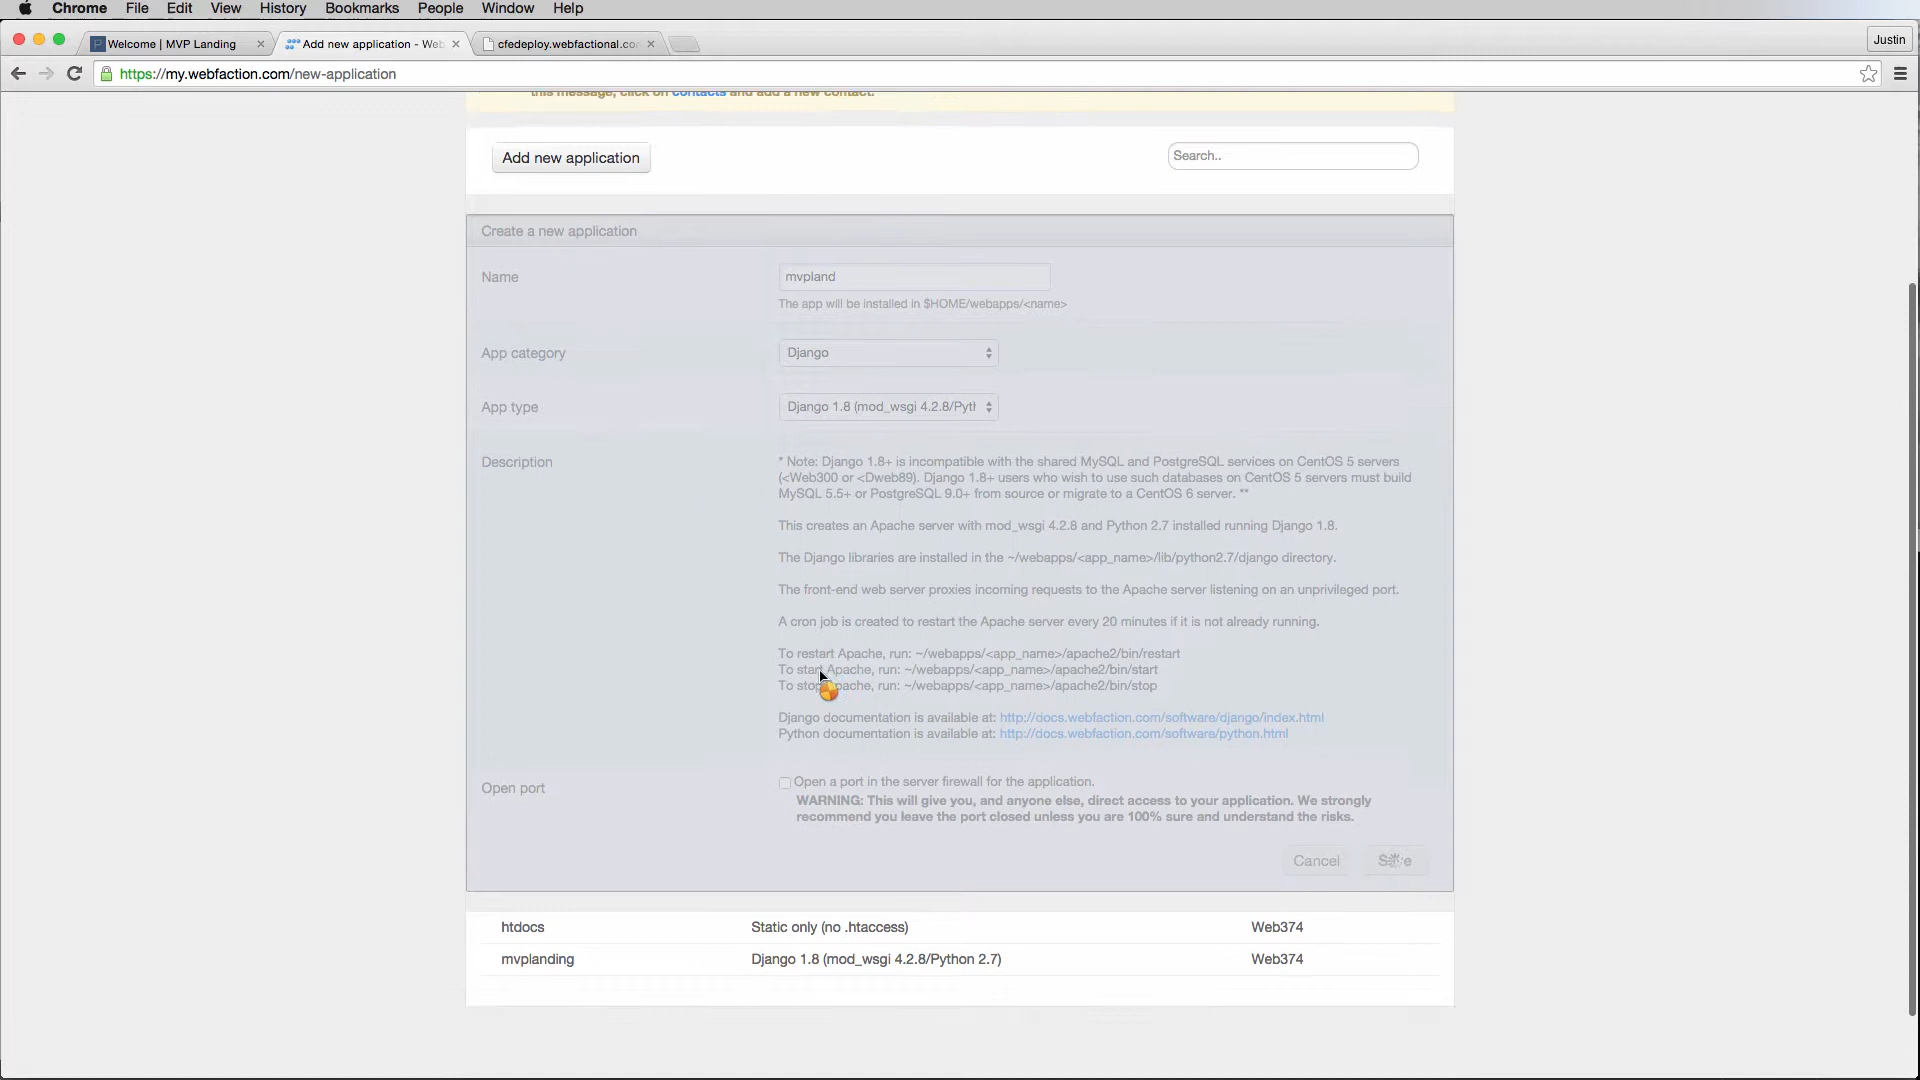 Chrome File Edit View History Bookmarks People Window Help
Welcome | MVP Landing
Add new application - Web
cfedeploy.webfactional.co
Justin
https://my.webfaction.com/new-application
this message, click on contacts and add a new contact.
Add new application
Search..
Create a new application
Name
mvpland
The app will be installed in $HOME/webapps/<name>
App category
Django
App type
Django 1.8 (mod_wsgi 4.2.8/Pyth
Description
* Note: Django 1.8+ is incompatible with the shared MySQL and PostgreSQL services on CentOS 5 servers
(<Web300 or <Dweb89). Django 1.8+ users who wish to use such databases on CentOS 5 servers must build
MySQL 5.5+ or PostgreSQL 9.0+ from source or migrate to a CentOS 6 server. **
This creates an Apache server with mod_wsgi 4.2.8 and Python 2.7 installed running Django 1.8.
The Django libraries are installed in the ~/webapps/<app_name>/lib/python2.7/django directory.
The front-end web server proxies incoming requests to the Apache server listening on an unprivileged port.
A cron job is created to restart the Apache server every 20 minutes if it is not already running.
To restart Apache, run: ~/webapps/<app_name>/apache2/bin/restart
To start Apache, run: ~/webapps/<app_name>/apache2/bin/start
To stop Apache, run: ~/webapps/<app_name>/apache2/bin/stop
Django documentation is available at: http://docs.webfaction.com/software/django/index.html
Python documentation is available at: http://docs.webfaction.com/software/python.html
Open port
Open a port in the server firewall for the application.
WARNING: This will give you, and anyone else, direct access to your application. We strongly
recommend you leave the port closed unless you are 100% sure and understand the risks.
Cancel
Save
htdocs Static only (no .htaccess) Web374
mvplanding Django 1.8 (mod_wsgi 4.2.8/Python 2.7) Web374